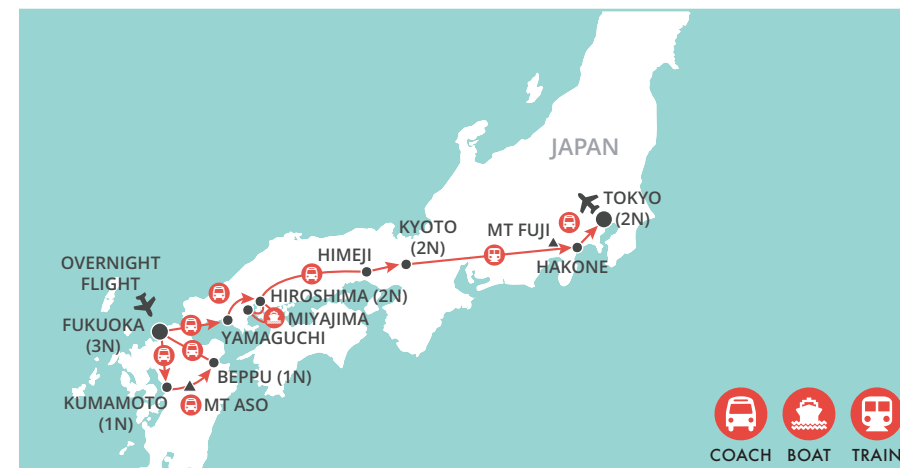 JAPAN
TOKYO
(2N)
KYOTO
(2N)
MT FUJI
HAKONE
HIMEJI
OVERNIGHT
FLIGHT
HIROSHIMA (2N)
MIYAJIMA
FUKUOKA
(3N)
YAMAGUCHI
BEPPU (1N)
KUMAMOTO
(1N)
MT ASO
COACH
BOAT
TRAIN